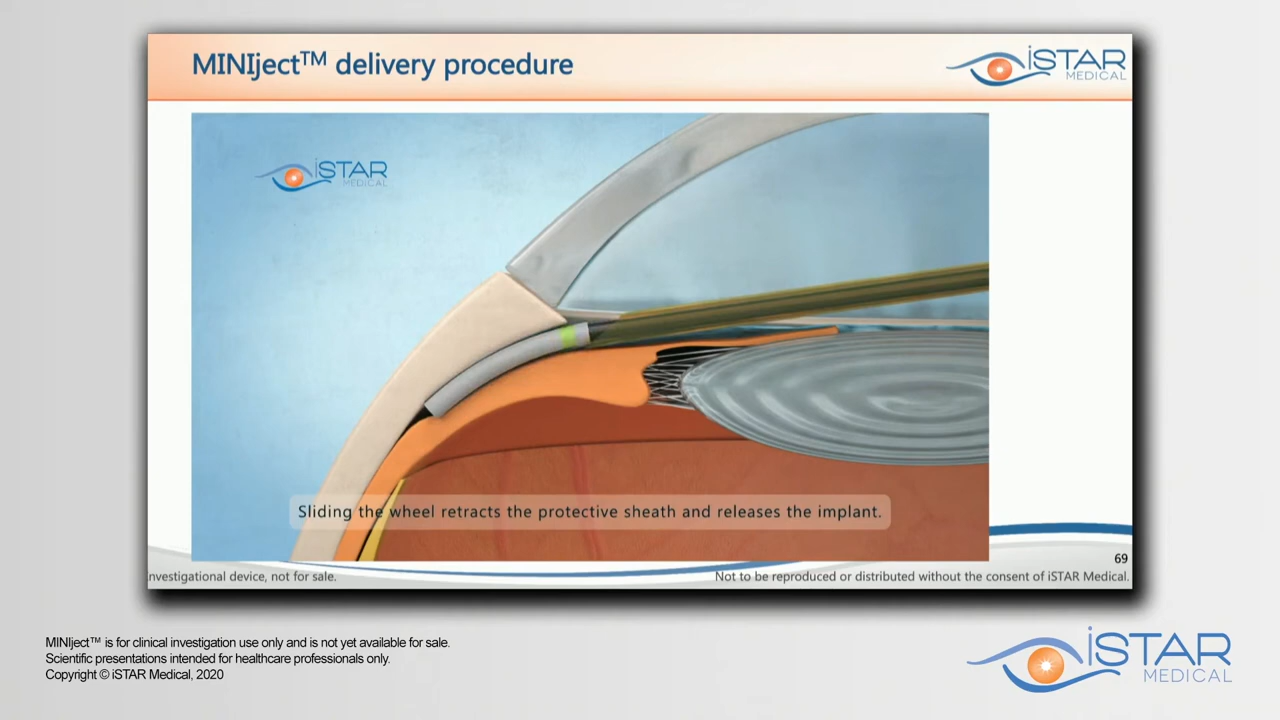 MINIject™ delivery procedure
iSTAR
MEDICAL
iSTAR
MEDICAL
Sliding the wheel retracts the protective sheath and releases the implant.
69
nvestigational device, not for sale.
Not to be reproduced or distributed without the consent of iSTAR Medical.
MINIject™ is for clinical investigation use only and is not yet available for sale.
Scientific presentations intended for healthcare professionals only.
Copyright © iSTAR Medical, 2020
iSTAR
MEDICAL